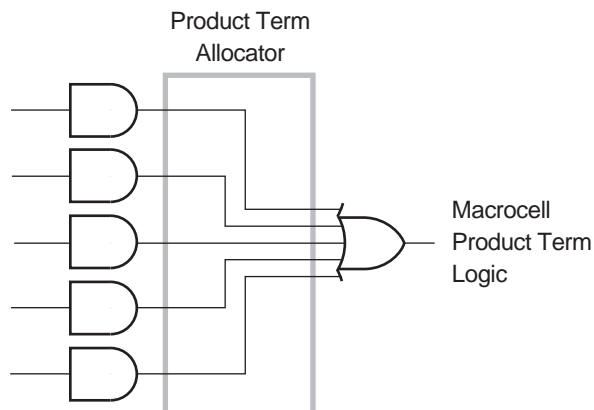 Product Term
Allocator
Macrocell
Product Term
Logic